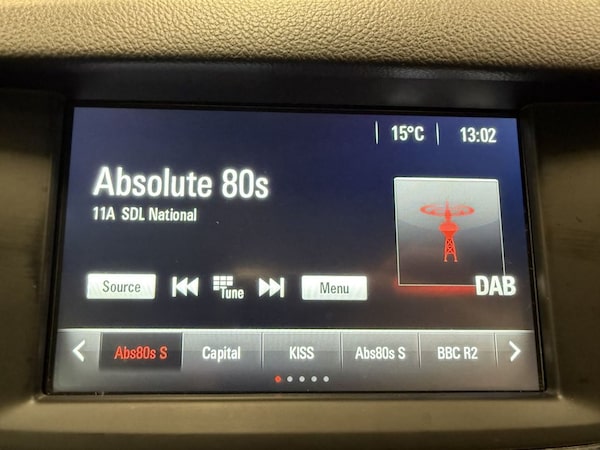 15°C 13:02
Absolute 80s
11A SDL National
DAB
Source Tune Menu
Abs80s S Capital KISS Abs80s S BBC R2